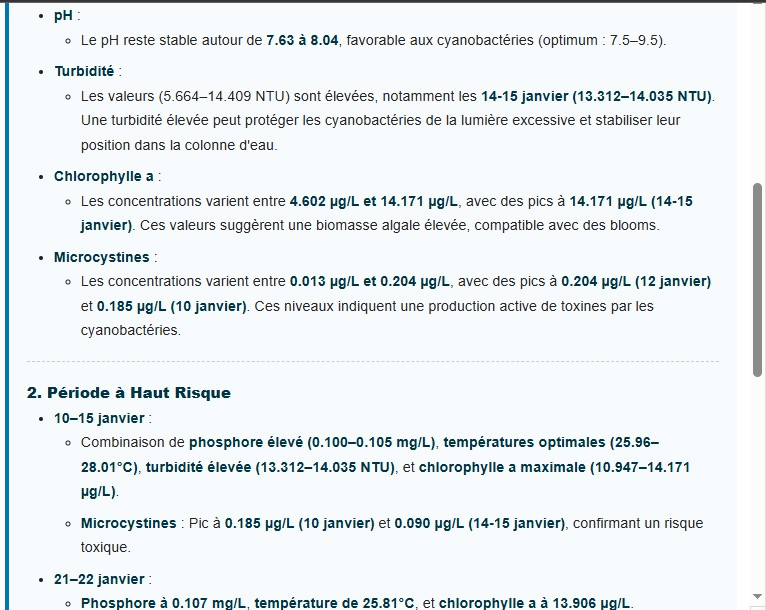 • pH :
○ Le pH reste stable autour de 7.63 à 8.04, favorable aux cyanobactéries (optimum : 7.5–9.5).
• Turbidité :
○ Les valeurs (5.664–14.409 NTU) sont élevées, notamment les 14-15 janvier (13.312–14.035 NTU).
Une turbidité élevée peut protéger les cyanobactéries de la lumière excessive et stabiliser leur
position dans la colonne d'eau.
• Chlorophylle a :
○ Les concentrations varient entre 4.602 µg/L et 14.171 µg/L, avec des pics à 14.171 µg/L (14-15
janvier). Ces valeurs suggèrent une biomasse algale élevée, compatible avec des blooms.
• Microcystines :
○ Les concentrations varient entre 0.013 µg/L et 0.204 µg/L, avec des pics à 0.204 µg/L (12 janvier)
et 0.185 µg/L (10 janvier). Ces niveaux indiquent une production active de toxines par les
cyanobactéries.
2. Période à Haut Risque
• 10–15 janvier :
○ Combinaison de phosphore élevé (0.100–0.105 mg/L), températures optimales (25.96–
28.01°C), turbidité élevée (13.312–14.035 NTU), et chlorophylle a maximale (10.947–14.171
µg/L).
○ Microcystines : Pic à 0.185 µg/L (10 janvier) et 0.090 µg/L (14-15 janvier), confirmant un risque
toxique.
• 21–22 janvier :
○ Phosphore à 0.107 mg/L, température de 25.81°C, et chlorophylle a à 13.906 µg/L.